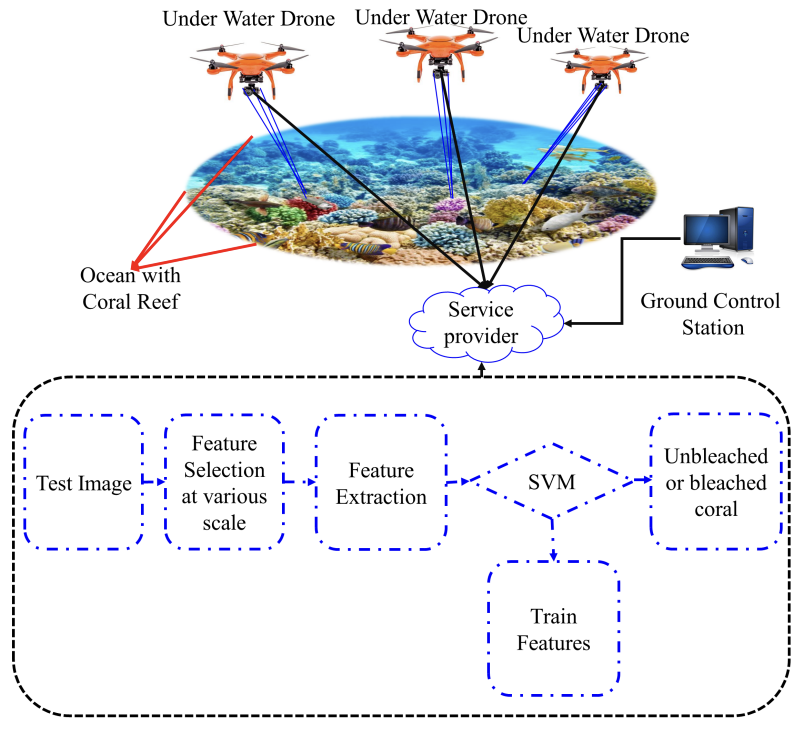 Under Water Drone
Under Water Drone
Under Water Drone
Ocean with
Coral Reef
Service
provider
Ground Control
Station
Test Image
Feature
Selection
at various
scale
Feature
Extraction
SVM
Unbleached
or bleached
coral
Train
Features